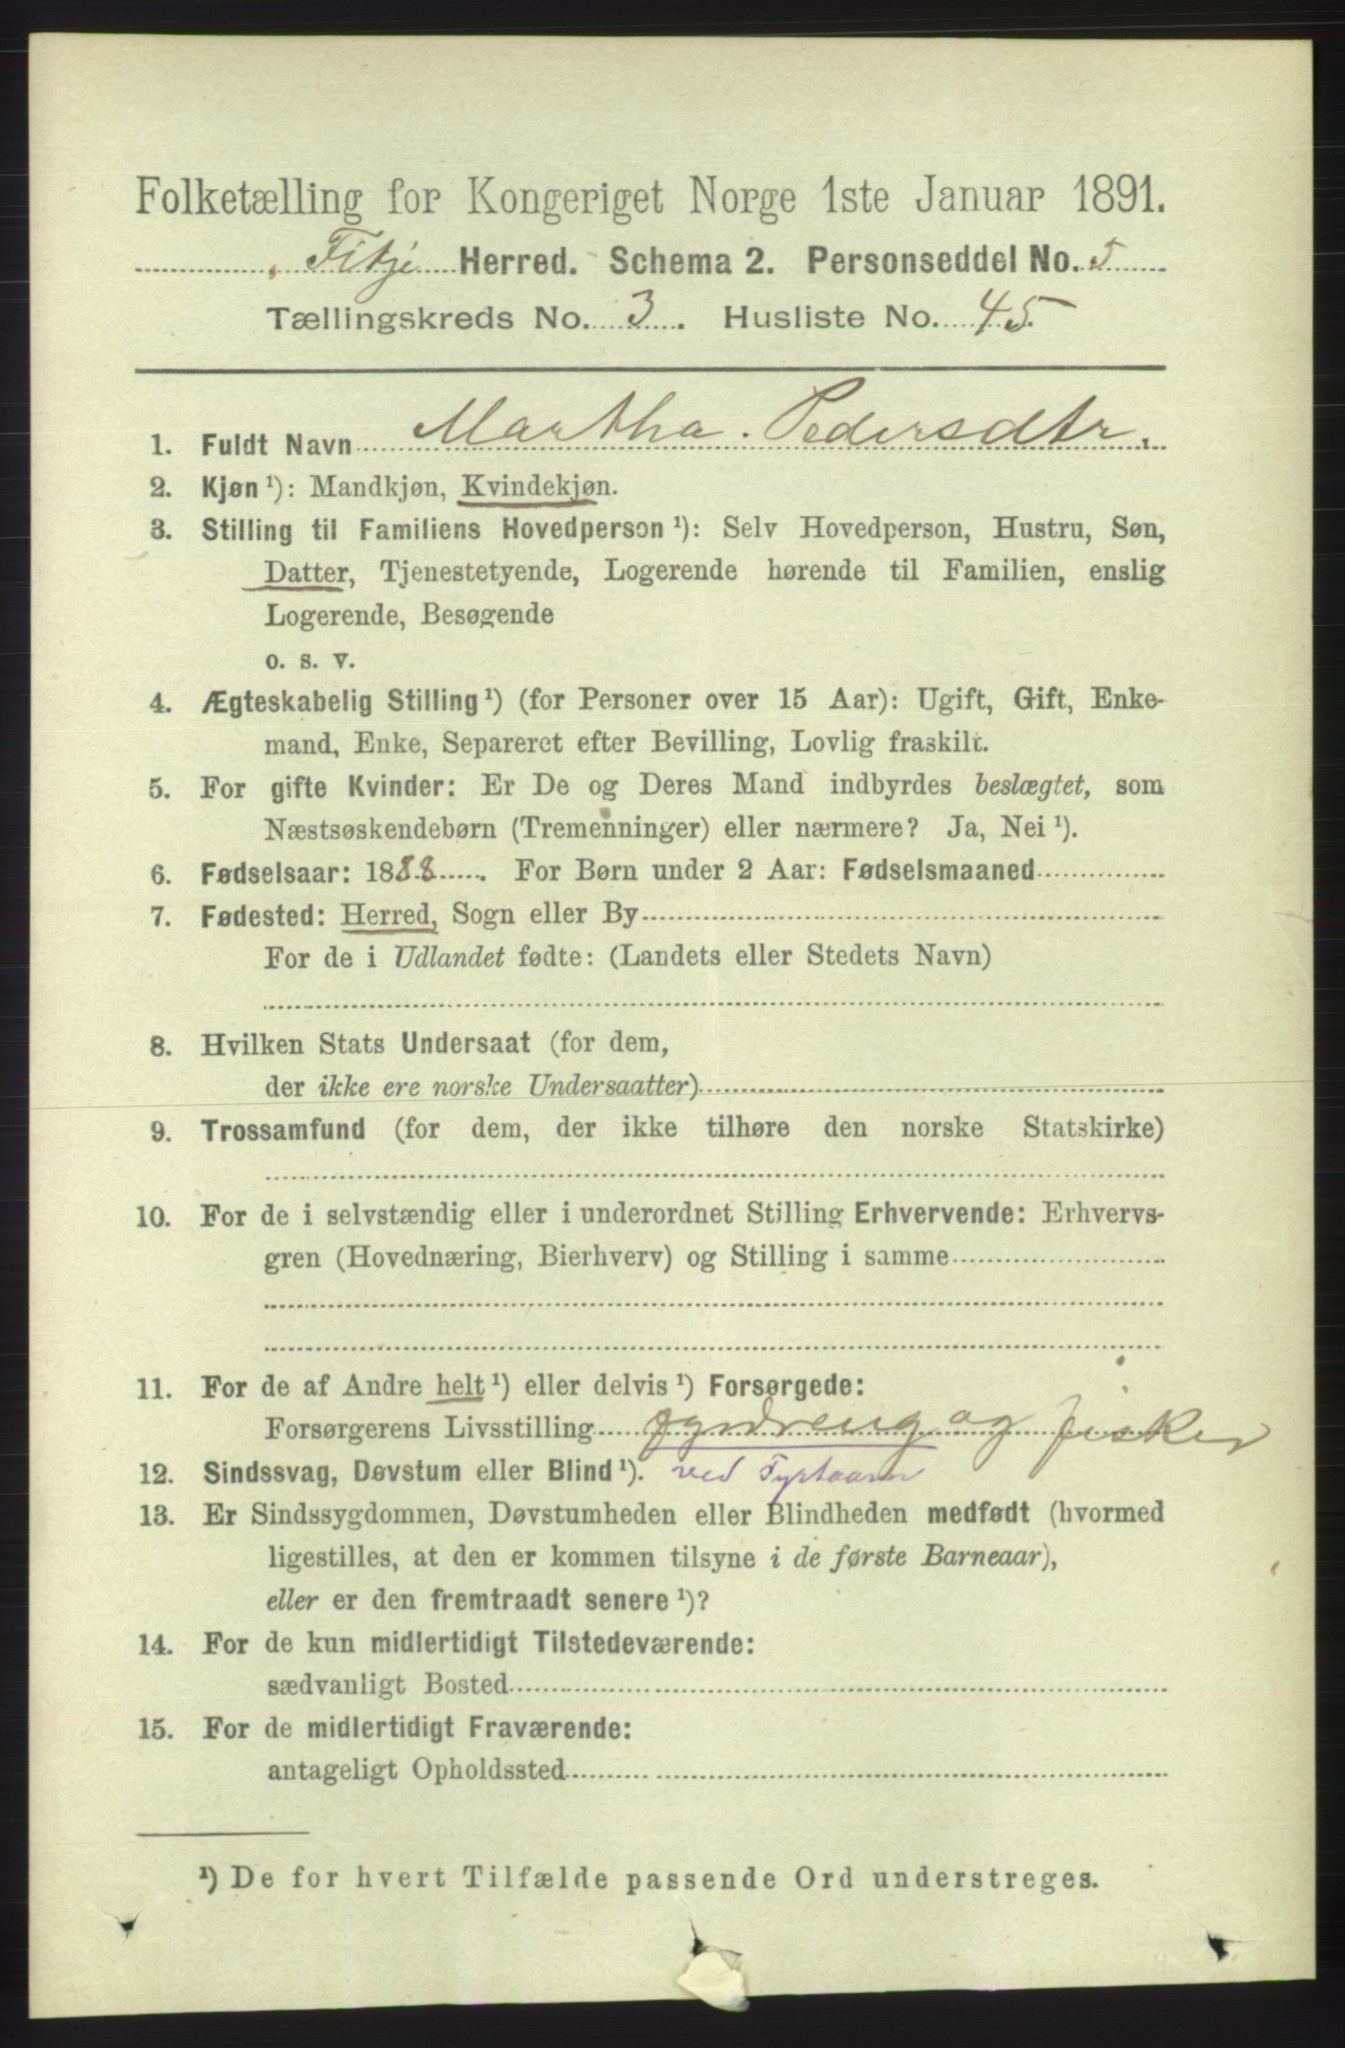 Folketælling for Kongeriget Norge 1ste Januar 1891.
Fitje Herred. Schema 2. Personseddel No. 5
Tællingskreds No. 3. Husliste No. 45.
1. Fuldt Navn Martha Pedersdtr.
2. Kjøn ¹): Mandkjøn, Kvindekjøn.
3. Stilling til Familiens Hovedperson ¹): Selv Hovedperson, Hustru, Søn,
Datter, Tjenestetyende, Logerende hørende til Familien, enslig
Logerende, Besøgende
o. s. v.
4. Ægteskabelig Stilling ¹) (for Personer over 15 Aar): Ugift, Gift, Enke-
mand, Enke, Separeret efter Bevilling, Lovlig fraskilt.
5. For gifte Kvinder: Er De og Deres Mand indbyrdes beslægtet, som
Næstsøskendebørn (Tremenninger) eller nærmere? Ja, Nei ¹).
6. Fødselsaar: 1888. For Børn under 2 Aar: Fødselsmaaned
7. Fødested: Herred, Sogn eller By
For de i Udlandet fødte: (Landets eller Stedets Navn)
8. Hvilken Stats Undersaat (for dem,
der ikke ere norske Undersaatter)
9. Trossamfund (for dem, der ikke tilhøre den norske Statskirke)
10. For de i selvstændig eller i underordnet Stilling Erhvervende: Erhvervs-
gren (Hovednæring, Bierhverv) og Stilling i samme
11. For de af Andre helt ¹) eller delvis ¹) Forsørgede:
Forsørgerens Livsstilling fyrdreng og fisker
12. Sindssvag, Døvstum eller Blind ¹). ved Fyrtaarn
13. Er Sindssygdommen, Døvstumheden eller Blindheden medfødt (hvormed
ligestilles, at den er kommen tilsyne i de første Barneaar),
eller er den fremtraadt senere ¹)?
14. For de kun midlertidigt Tilstedeværende:
sædvanligt Bosted
15. For de midlertidigt Fraværende:
antageligt Opholdssted
¹) De for hvert Tilfælde passende Ord understreges.